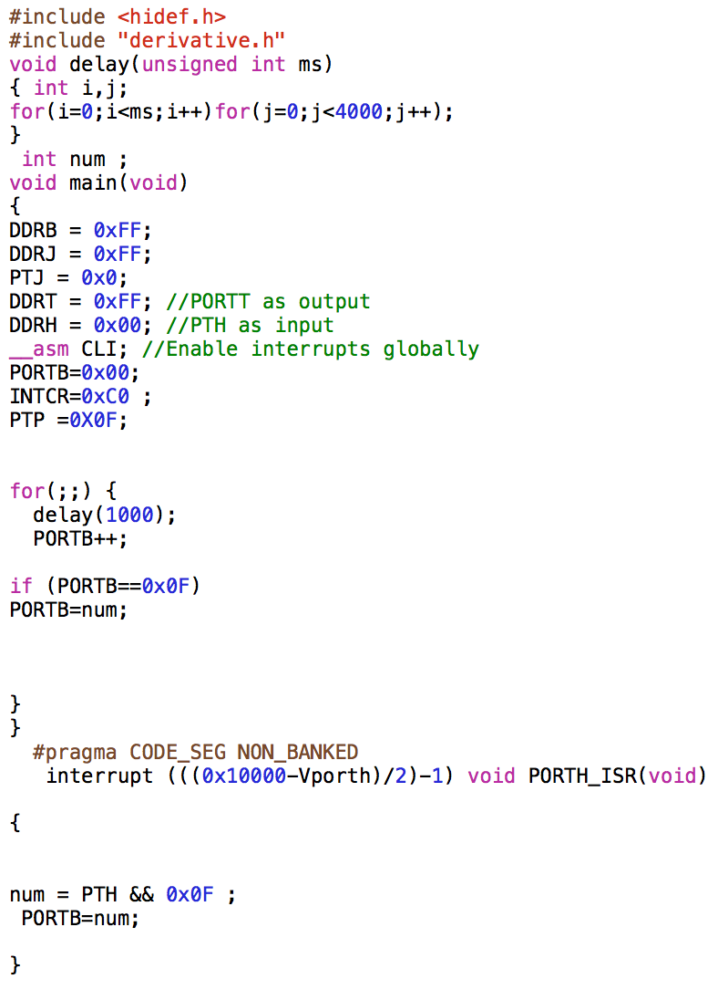 #include <hidef.h>
#include "derivative.h"
void delay(unsigned int ms)
{ int i,j;
for(i=0;i<ms;i++)for(j=0;j<4000;j++);
}
int num ;
void main(void)
{
DDRB = 0xFF;
DDRJ = 0xFF;
PTJ = 0x0;
DDRT = 0xFF; //PORTT as output
DDRH = 0x00; //PTH as input
__asm CLI; //Enable interrupts globally
PORTB=0x00;
INTCR=0xC0 ;
PTP =0X0F;
for(;;) {
delay(1000);
PORTB++;
if (PORTB==0x0F)
PORTB=num;
}
}
#pragma CODE_SEG NON_BANKED
interrupt (((0x10000-Vporth)/2)-1) void PORTH_ISR(void)
{
num = PTH && 0x0F ;
PORTB=num;
}